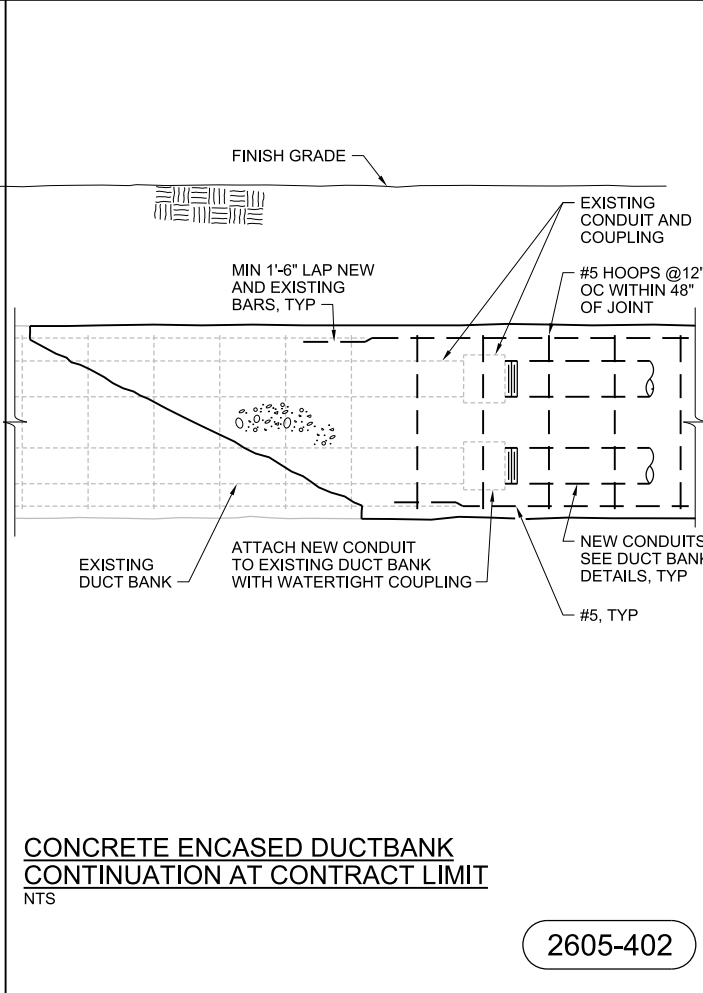 FINISH GRADE
EXISTING
CONDUIT AND
COUPLING
MIN 1'-6" LAP NEW
AND EXISTING
BARS, TYP
#5 HOOPS @12"
OC WITHIN 48"
OF JOINT
EXISTING
DUCT BANK
ATTACH NEW CONDUIT
TO EXISTING DUCT BANK
WITH WATERTIGHT COUPLING
NEW CONDUITS
SEE DUCT BANK
DETAILS, TYP
#5, TYP
CONCRETE ENCASED DUCTBANK
CONTINUATION AT CONTRACT LIMIT
NTS
2605-402